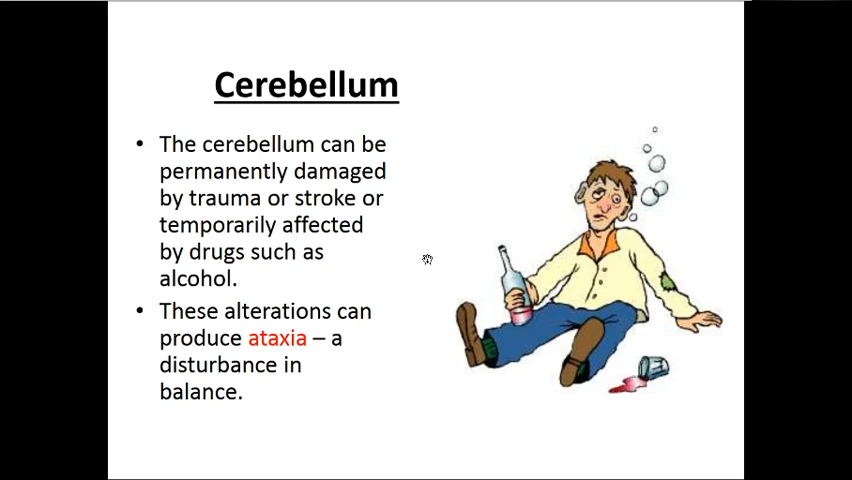 Cerebellum
• The cerebellum can be
permanently damaged
by trauma or stroke or
temporarily affected
by drugs such as
alcohol.
• These alterations can
produce ataxia – a
disturbance in
balance.